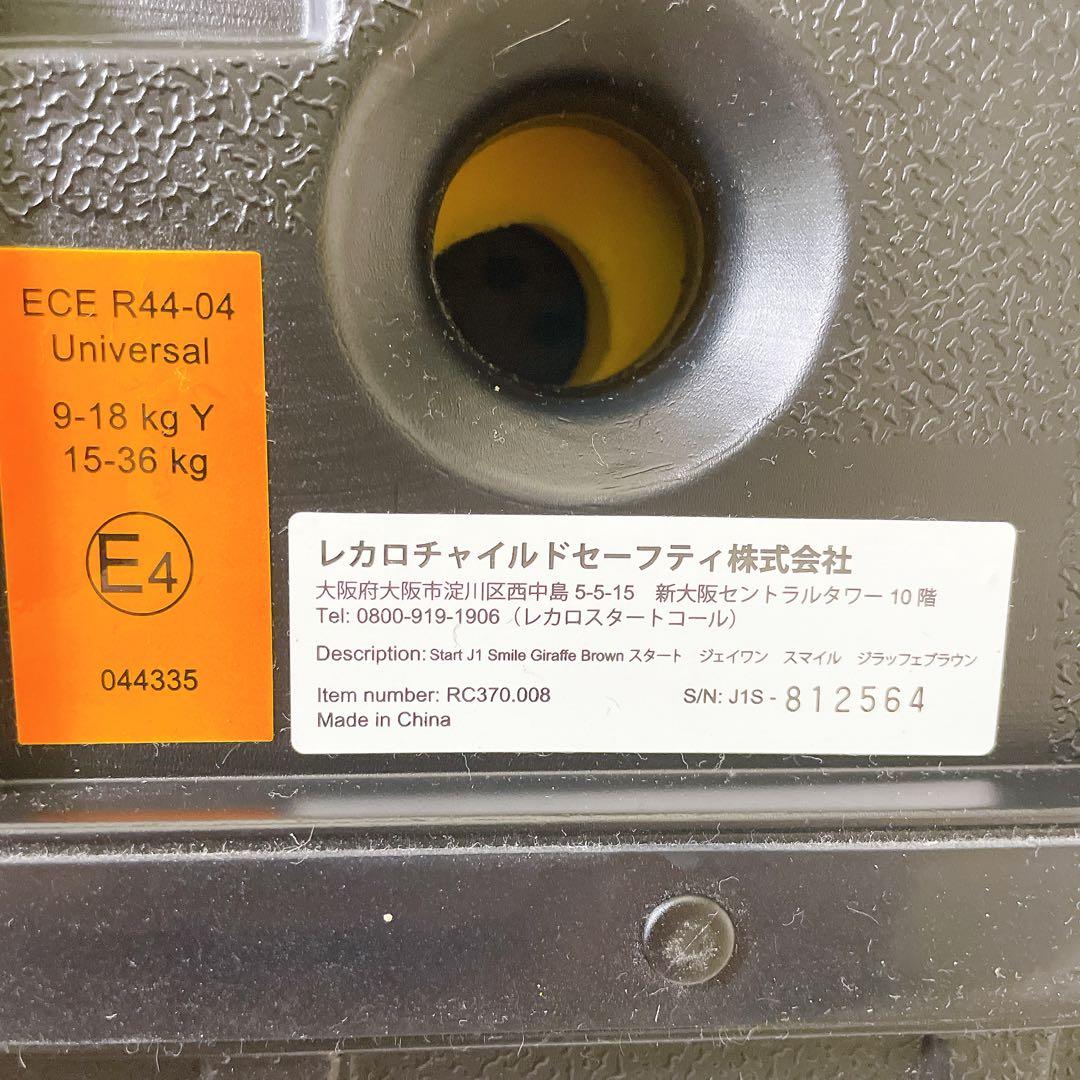 ECE R44-04
Universal
9-18 kg Y
15-36 kg
E4
044335
レカロチャイルドセーフティ株式会社
大阪府大阪市淀川区西中島 5-5-15　新大阪セントラルタワー 10 階
Tel: 0800-919-1906（レカロスタートコール）
Description: Start J1 Smile Giraffe Brown スタート　ジェイワン　スマイル　ジラッフェブラウン
Item number: RC370.008
S/N: J1S - 812564
Made in China